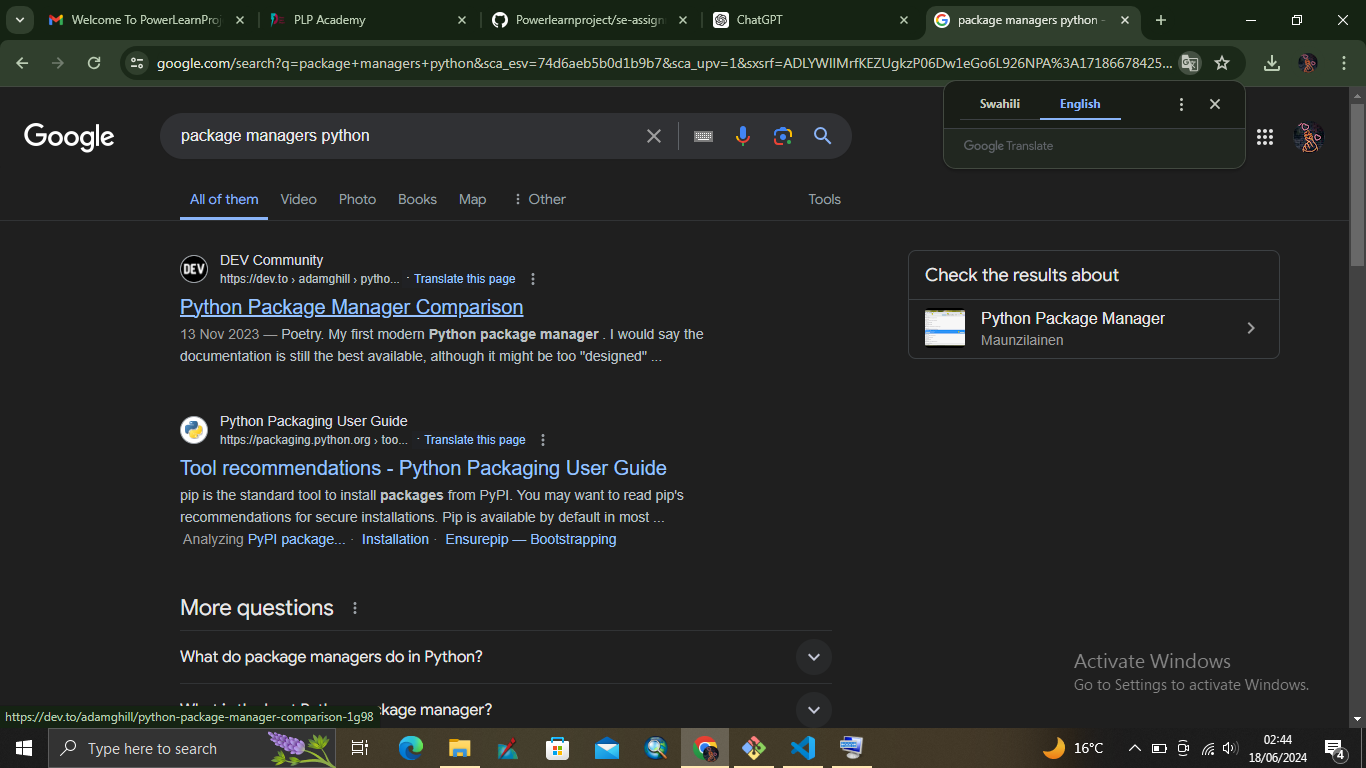 Welcome To PowerLearnProj
PLP Academy
Powerlearnproject/se-assign
ChatGPT
package managers python -
google.com/search?q=package+managers+python&sca_esv=74d6aeb5b0d1b9b7&sca_upv=1&sxsrf=ADLYWIIMrfKEZUgkzP06Dw1eGo6L926NPA%3A17186678425...
Swahili
English
Google Translate
Google
package managers python
All of them
Video
Photo
Books
Map
Other
Tools
DEV Community
https://dev.to › adamghill › pytho... · Translate this page
Python Package Manager Comparison
13 Nov 2023 — Poetry. My first modern Python package manager . I would say the
documentation is still the best available, although it might be too "designed" ...
Check the results about
Python Package Manager
Maunzilainen
Python Packaging User Guide
https://packaging.python.org › too... · Translate this page
Tool recommendations - Python Packaging User Guide
pip is the standard tool to install packages from PyPI. You may want to read pip's
recommendations for secure installations. Pip is available by default in most ...
Analyzing PyPI package... · Installation · Ensurepip — Bootstrapping
More questions
What do package managers do in Python?
ckage manager?
Activate Windows
Go to Settings to activate Windows.
https://dev.to/adamghill/python-package-manager-comparison-1g98
Type here to search
16°C
02:44
18/06/2024
4